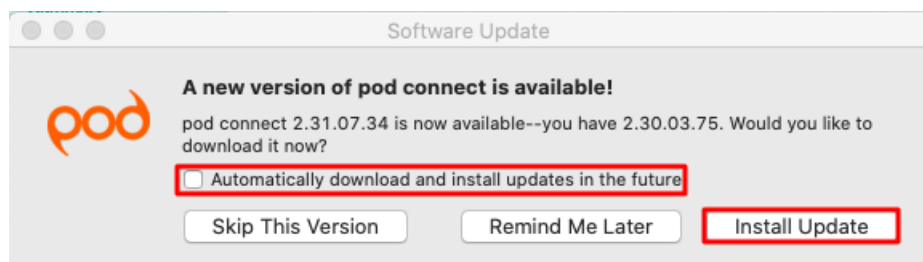 Software Update
A new version of pod connect is available!
pod
pod connect 2.31.07.34 is now available--you have 2.30.03.75. Would you like to
download it now?
Automatically download and install updates in the future
Skip This Version
Remind Me Later
Install Update